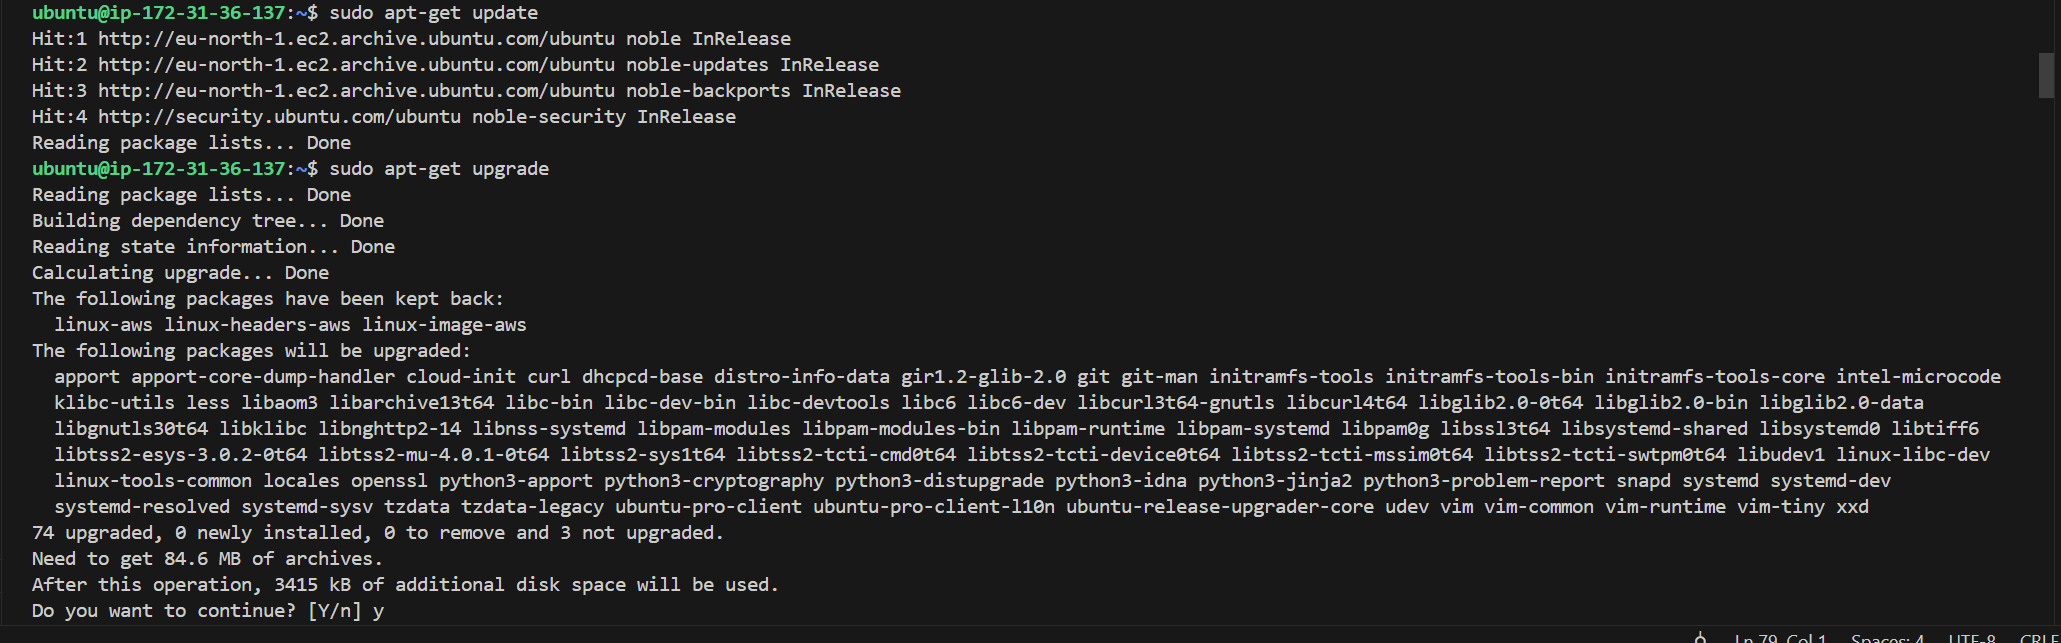 ubuntu@ip-172-31-36-137:~$ sudo apt-get update
Hit:1 http://eu-north-1.ec2.archive.ubuntu.com/ubuntu noble InRelease
Hit:2 http://eu-north-1.ec2.archive.ubuntu.com/ubuntu noble-updates InRelease
Hit:3 http://eu-north-1.ec2.archive.ubuntu.com/ubuntu noble-backports InRelease
Hit:4 http://security.ubuntu.com/ubuntu noble-security InRelease
Reading package lists... Done
ubuntu@ip-172-31-36-137:~$ sudo apt-get upgrade
Reading package lists... Done
Building dependency tree... Done
Reading state information... Done
Calculating upgrade... Done
The following packages have been kept back:
  linux-aws linux-headers-aws linux-image-aws
The following packages will be upgraded:
  apport apport-core-dump-handler cloud-init curl dhcpcd-base distro-info-data gir1.2-glib-2.0 git git-man initramfs-tools initramfs-tools-bin initramfs-tools-core intel-microcode
  klibc-utils less libaom3 libarchive13t64 libc-bin libc-dev-bin libc-devtools libc6 libc6-dev libcurl3t64-gnutls libcurl4t64 libglib2.0-0t64 libglib2.0-bin libglib2.0-data
  libgnutls30t64 libklibc libnghttp2-14 libnss-systemd libpam-modules libpam-modules-bin libpam-runtime libpam-systemd libpam0g libssl3t64 libsystemd-shared libsystemd0 libtiff6
  libtss2-esys-3.0.2-0t64 libtss2-mu-4.0.1-0t64 libtss2-sys1t64 libtss2-tcti-cmd0t64 libtss2-tcti-device0t64 libtss2-tcti-mssim0t64 libtss2-tcti-swtpm0t64 libudev1 linux-libc-dev
  linux-tools-common locales openssl python3-apport python3-cryptography python3-distupgrade python3-idna python3-jinja2 python3-problem-report snapd systemd systemd-dev
  systemd-resolved systemd-sysv tzdata tzdata-legacy ubuntu-pro-client ubuntu-pro-client-l10n ubuntu-release-upgrader-core udev vim vim-common vim-runtime vim-tiny xxd
74 upgraded, 0 newly installed, 0 to remove and 3 not upgraded.
Need to get 84.6 MB of archives.
After this operation, 3415 kB of additional disk space will be used.
Do you want to continue? [Y/n] y
Ln 79, Col 1 Spaces: 4 UTF-8 CRLF